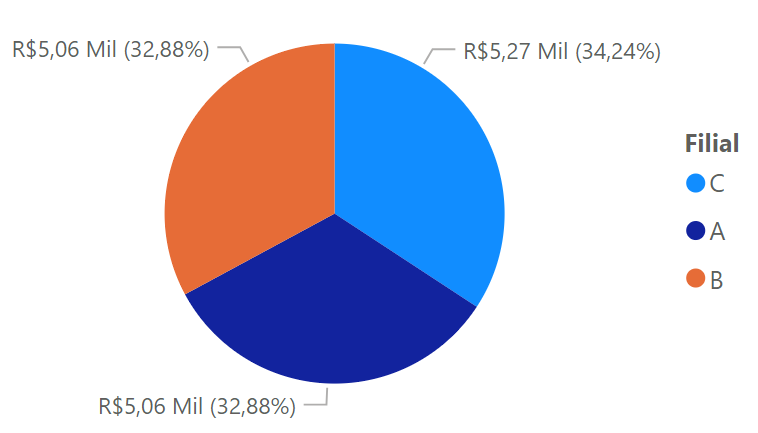 R$5,06 Mil (32,88%)
R$5,27 Mil (34,24%)
Filial
C
A
B
R$5,06 Mil (32,88%)